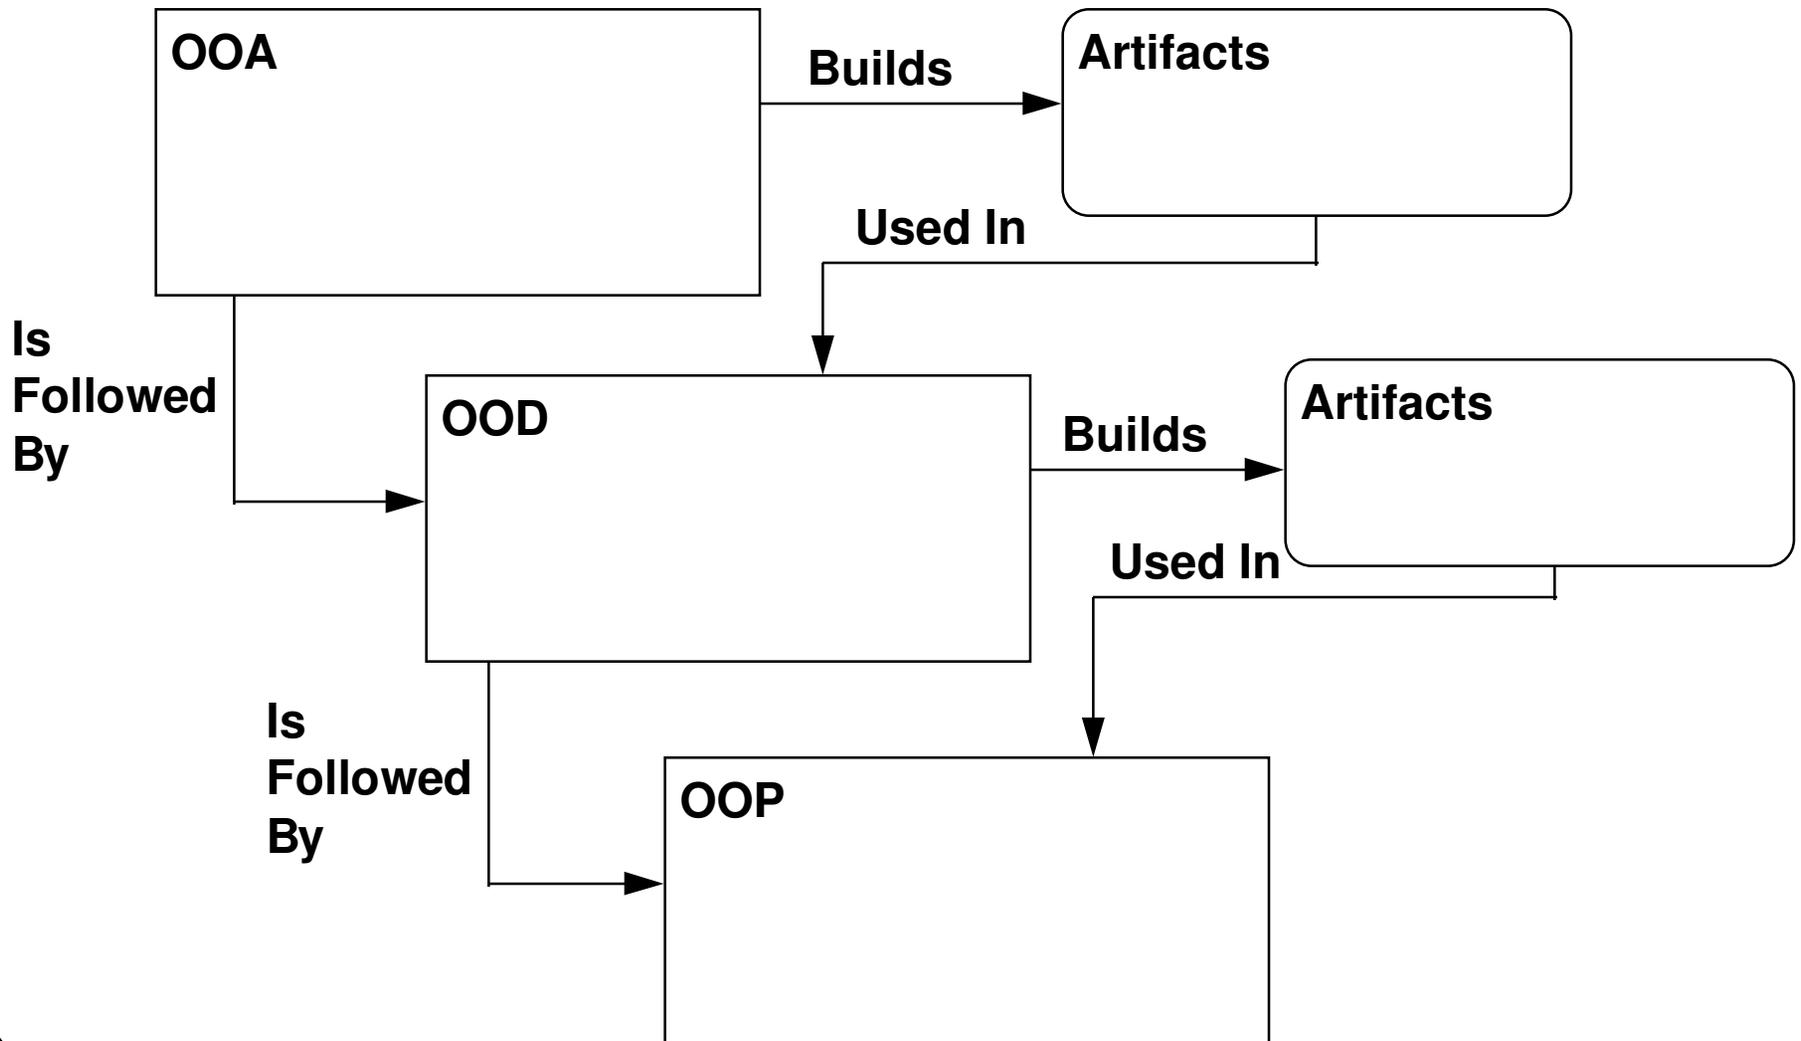 OOA
Builds
Artifacts
Used In
Is
Followed
By
OOD
Builds
Artifacts
Used In
Is
Followed
By
OOP